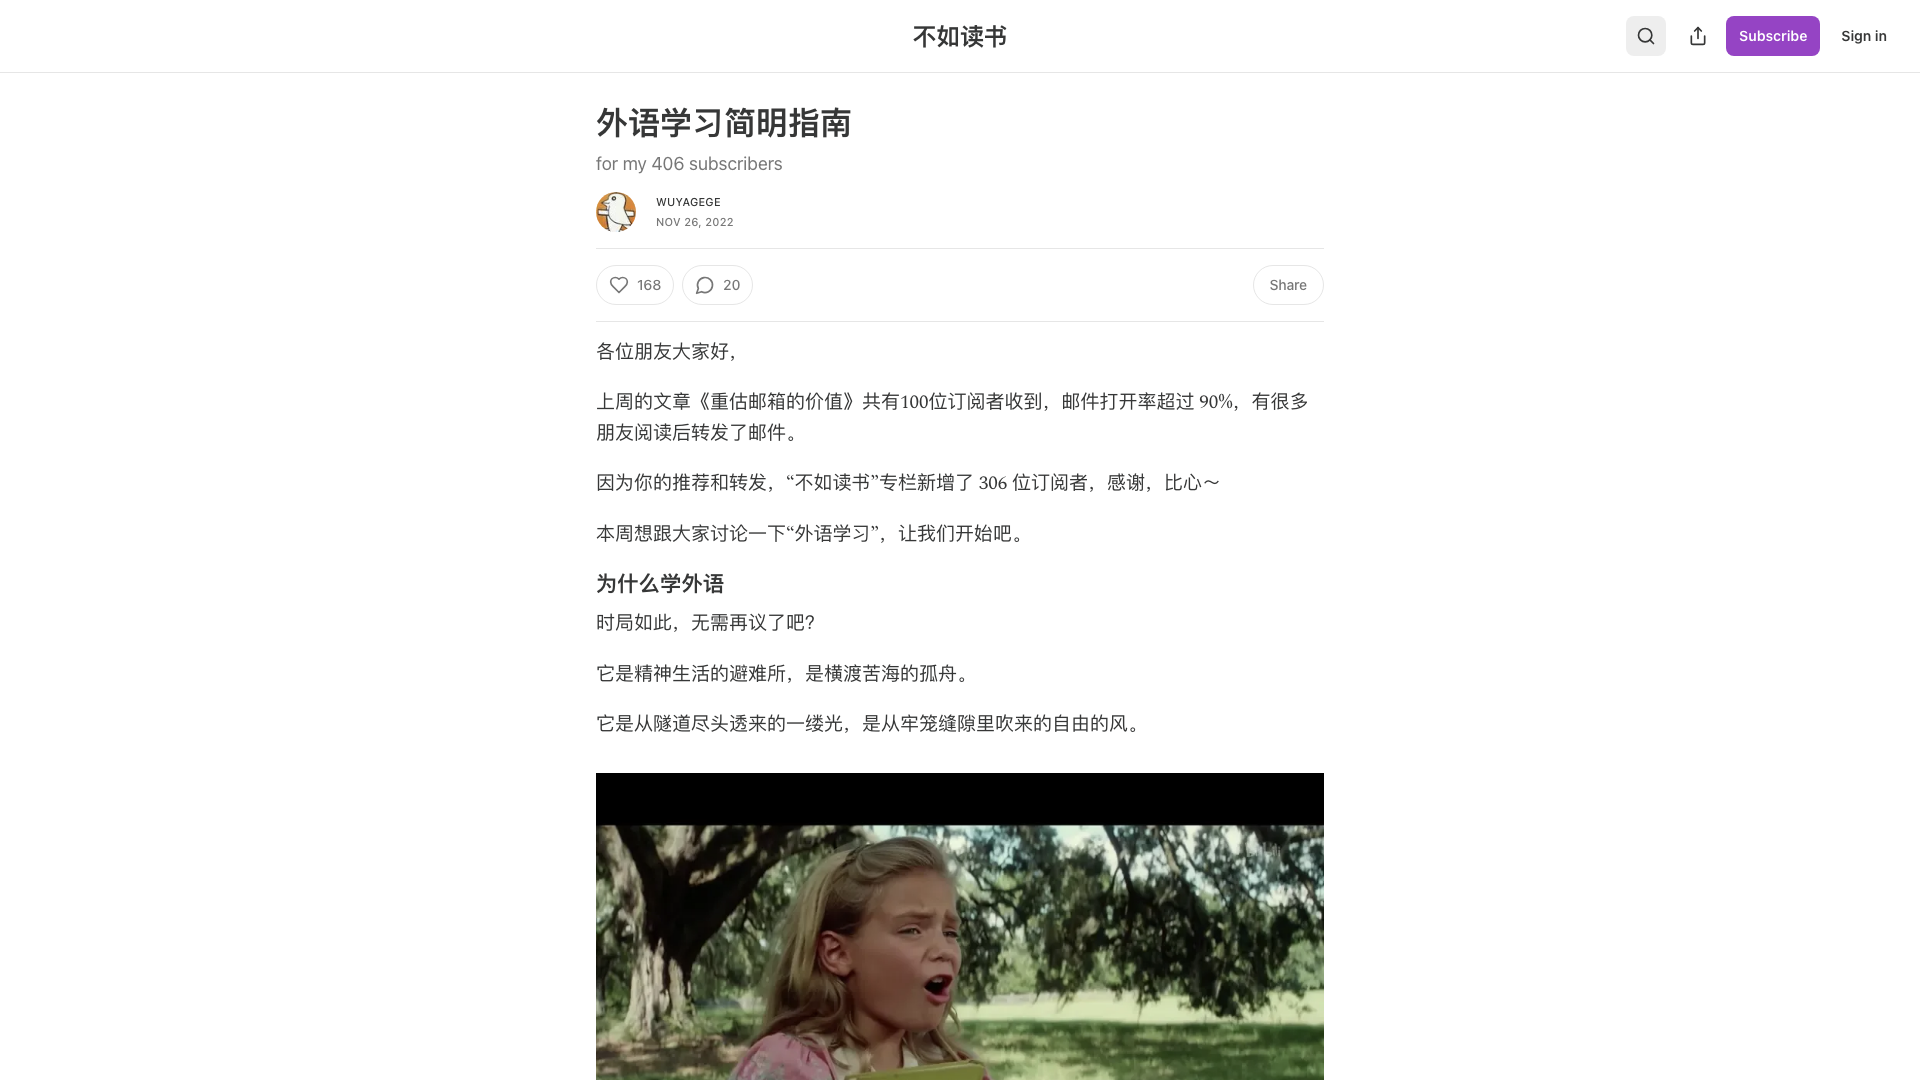 不如读书
Subscribe
Sign in
外语学习简明指南
for my 406 subscribers
WUYAGEGE
NOV 26, 2022
168
20
Share
各位朋友大家好，
上周的文章《重估邮箱的价值》共有100位订阅者收到，邮件打开率超过 90%，有很多
朋友阅读后转发了邮件。
因为你的推荐和转发，“不如读书”专栏新增了 306 位订阅者，感谢，比心～
本周想跟大家讨论一下“外语学习”，让我们开始吧。
为什么学外语
时局如此，无需再议了吧？
它是精神生活的避难所，是横渡苦海的孤舟。
它是从隧道尽头透来的一缕光，是从牢笼缝隙里吹来的自由的风。